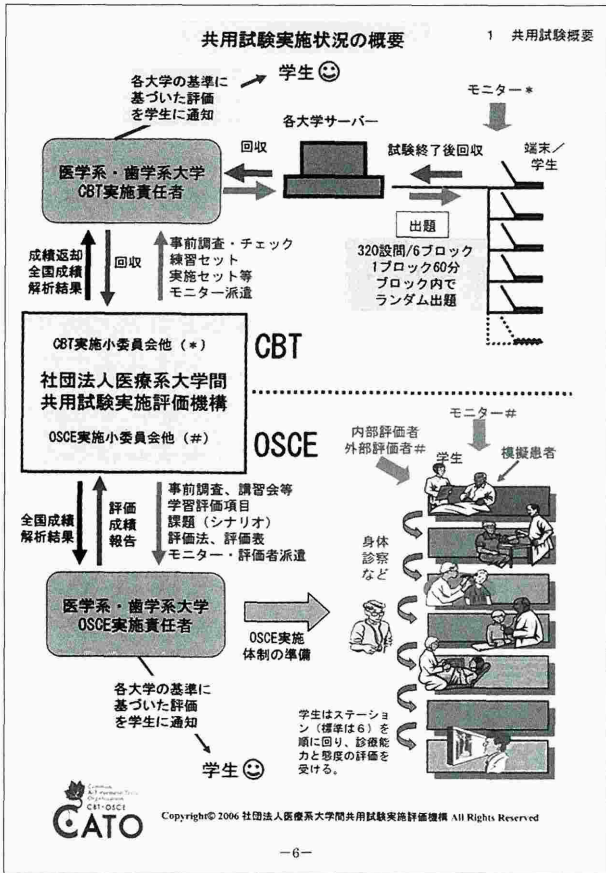 共用試験実施状況の概要
1 共用試験概要
学生
各大学の基準に
基づいた評価
を学生に通知
モニター*
各大学サーバー
端末/
学生
回収
試験終了後回収
医学系・歯学系大学
CBT実施責任者
出題
320設問/6ブロック
1ブロック60分
ブロック内で
ランダム出題
成績返却
全国成績
解析結果
回収
事前調査・チェック
練習セット
実施セット等
モニター派遣
CBT実施小委員会他(*)
CBT
社団法人医療系大学間
共用試験実施評価機構
OSCE実施小委員会他(#)
OSCE
モニター#
内部評価者
外部評価者#
学生
模擬患者
全国成績
解析結果
評価
成績
報告
事前調査、講習会等
学習評価項目
課題(シナリオ)
評価法、評価表
モニター・評価者派遣
身体
診察
など
医学系・歯学系大学
OSCE実施責任者
OSCE実施
体制の準備
各大学の基準に
基づいた評価
を学生に通知
学生
学生はステーショ
ン(標準は6)を
順に回り、診療能
力と態度の評価を
受ける。
Common
Organization
CBT・OSCE
CATO
Copyright© 2006 社団法人医療系大学間共用試験実施評価機構 All Rights Reserved
-6-